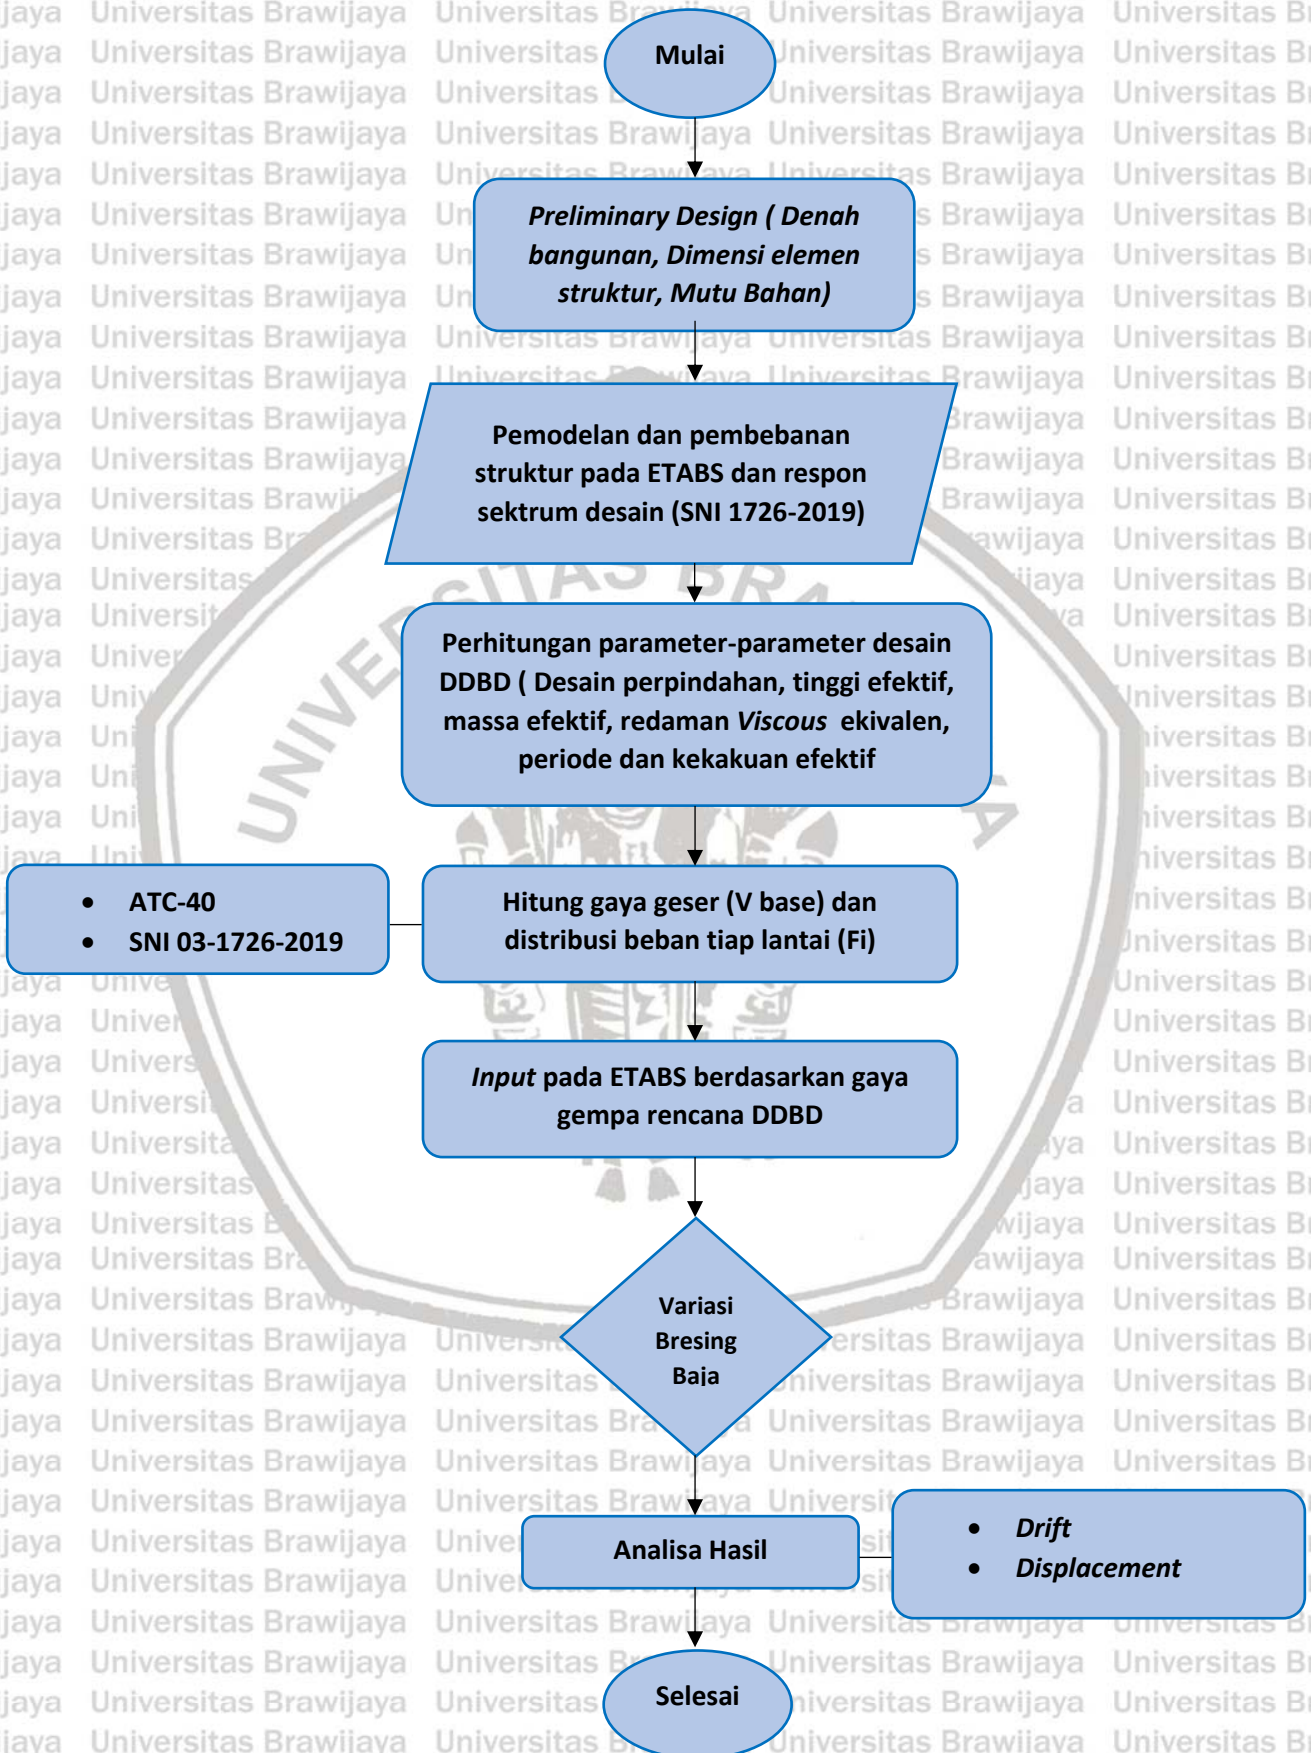 Mulai
Preliminary Design ( Denah
bangunan, Dimensi elemen
struktur, Mutu Bahan)
Pemodelan dan pembebanan
struktur pada ETABS dan respon
sektrum desain (SNI 1726-2019)
Perhitungan parameter-parameter desain
DDBD ( Desain perpindahan, tinggi efektif,
massa efektif, redaman Viscous ekivalen,
periode dan kekakuan efektif
• ATC-40
• SNI 03-1726-2019
Hitung gaya geser (V base) dan
distribusi beban tiap lantai (Fi)
Input pada ETABS berdasarkan gaya
gempa rencana DDBD
Variasi
Bresing
Baja
Analisa Hasil
• Drift
• Displacement
Selesai